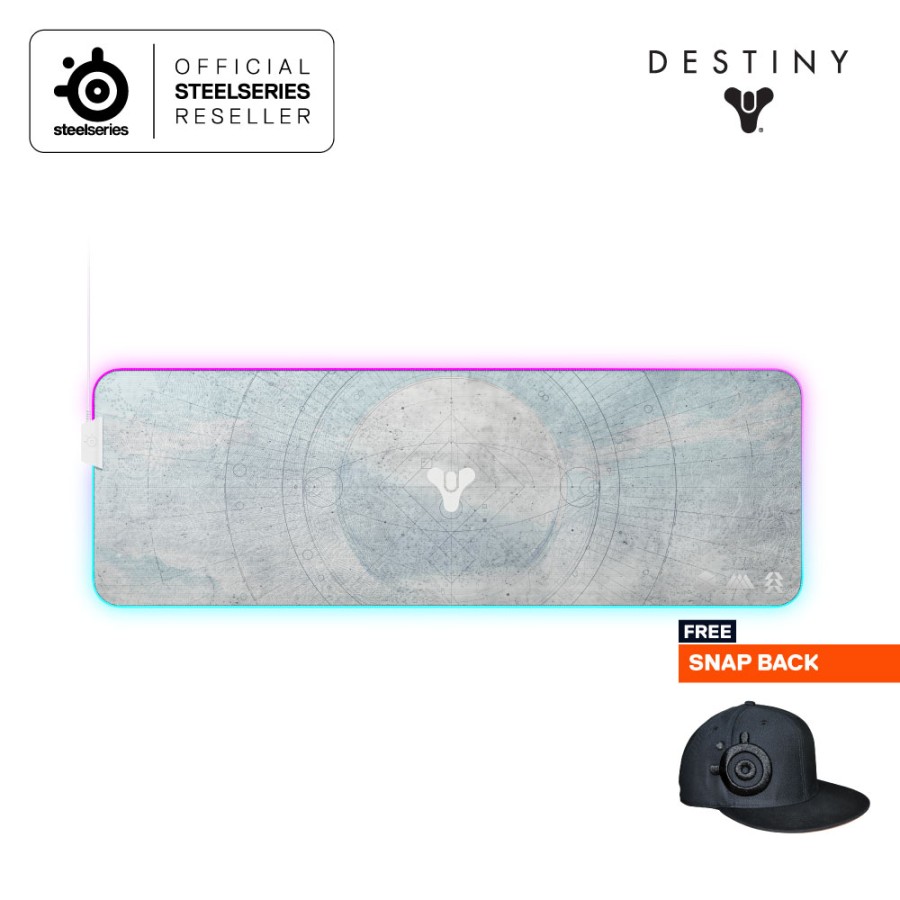 steelseries
OFFICIAL
STEELSERIES
RESELLER
DESTINY
FREE
SNAP BACK